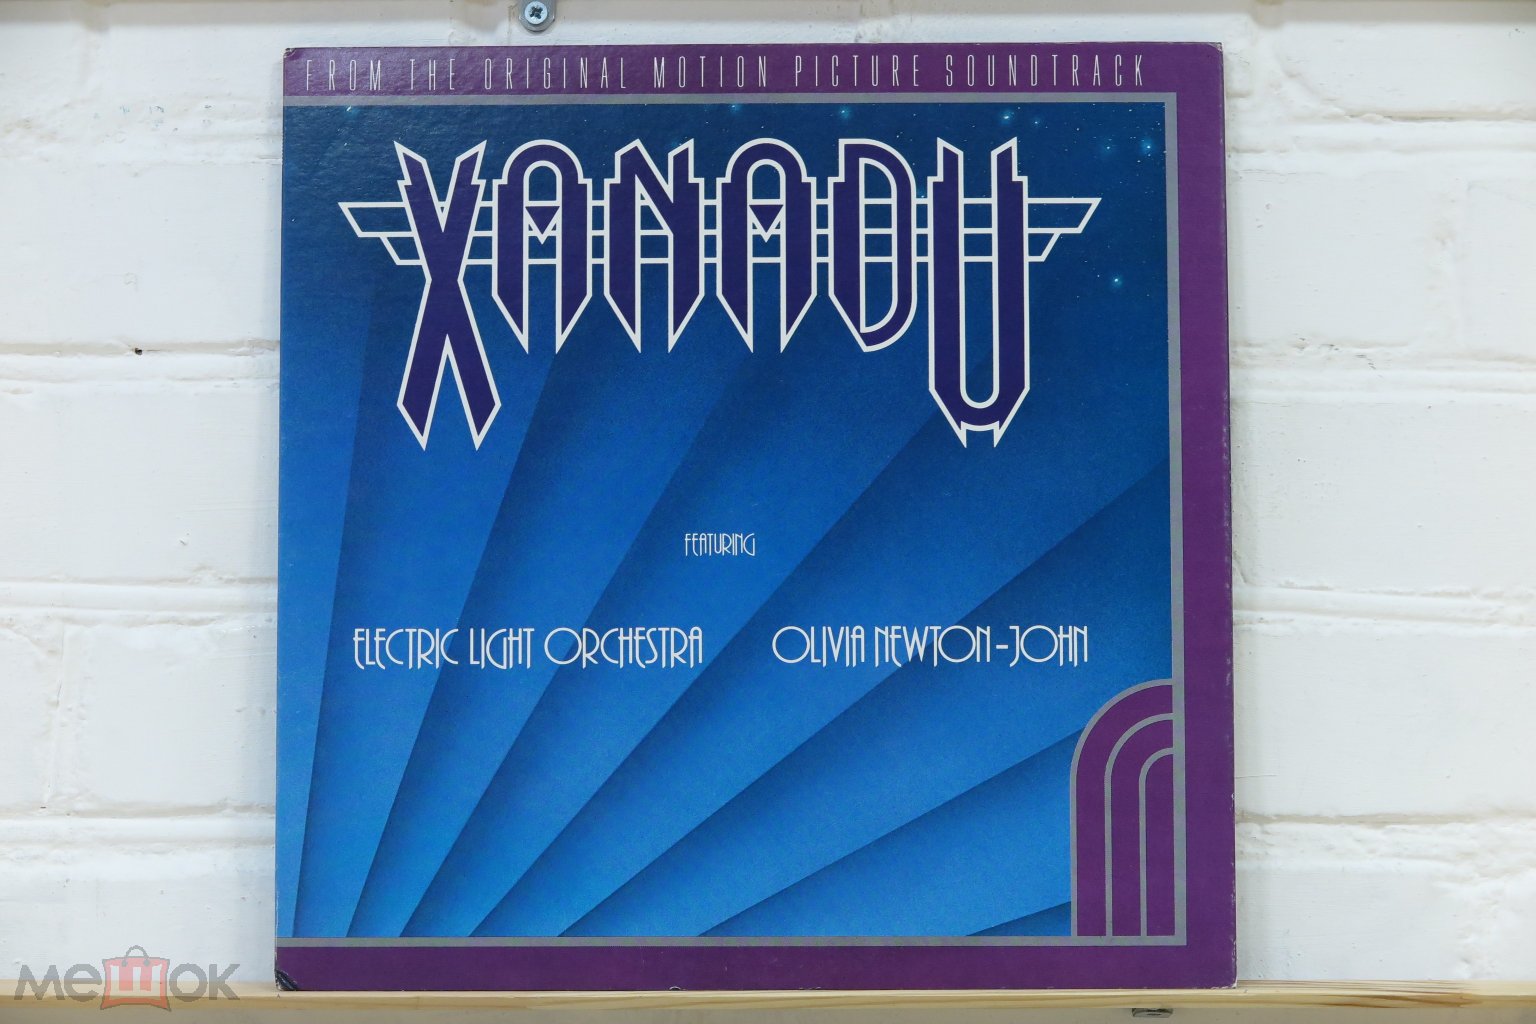 FROM THE ORIGINAL MOTION PICTURE SOUNDTRACK
XANADU
FEATURING
ELECTRIC LIGHT ORCHESTRA OLIVIA NEWTON-JOHN
мешок